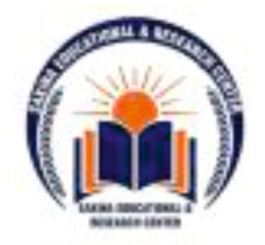 SAKINA EDUCATIONAL & RESEARCH CENTER
SAKINA EDUCATIONAL &
RESEARCH CENTER